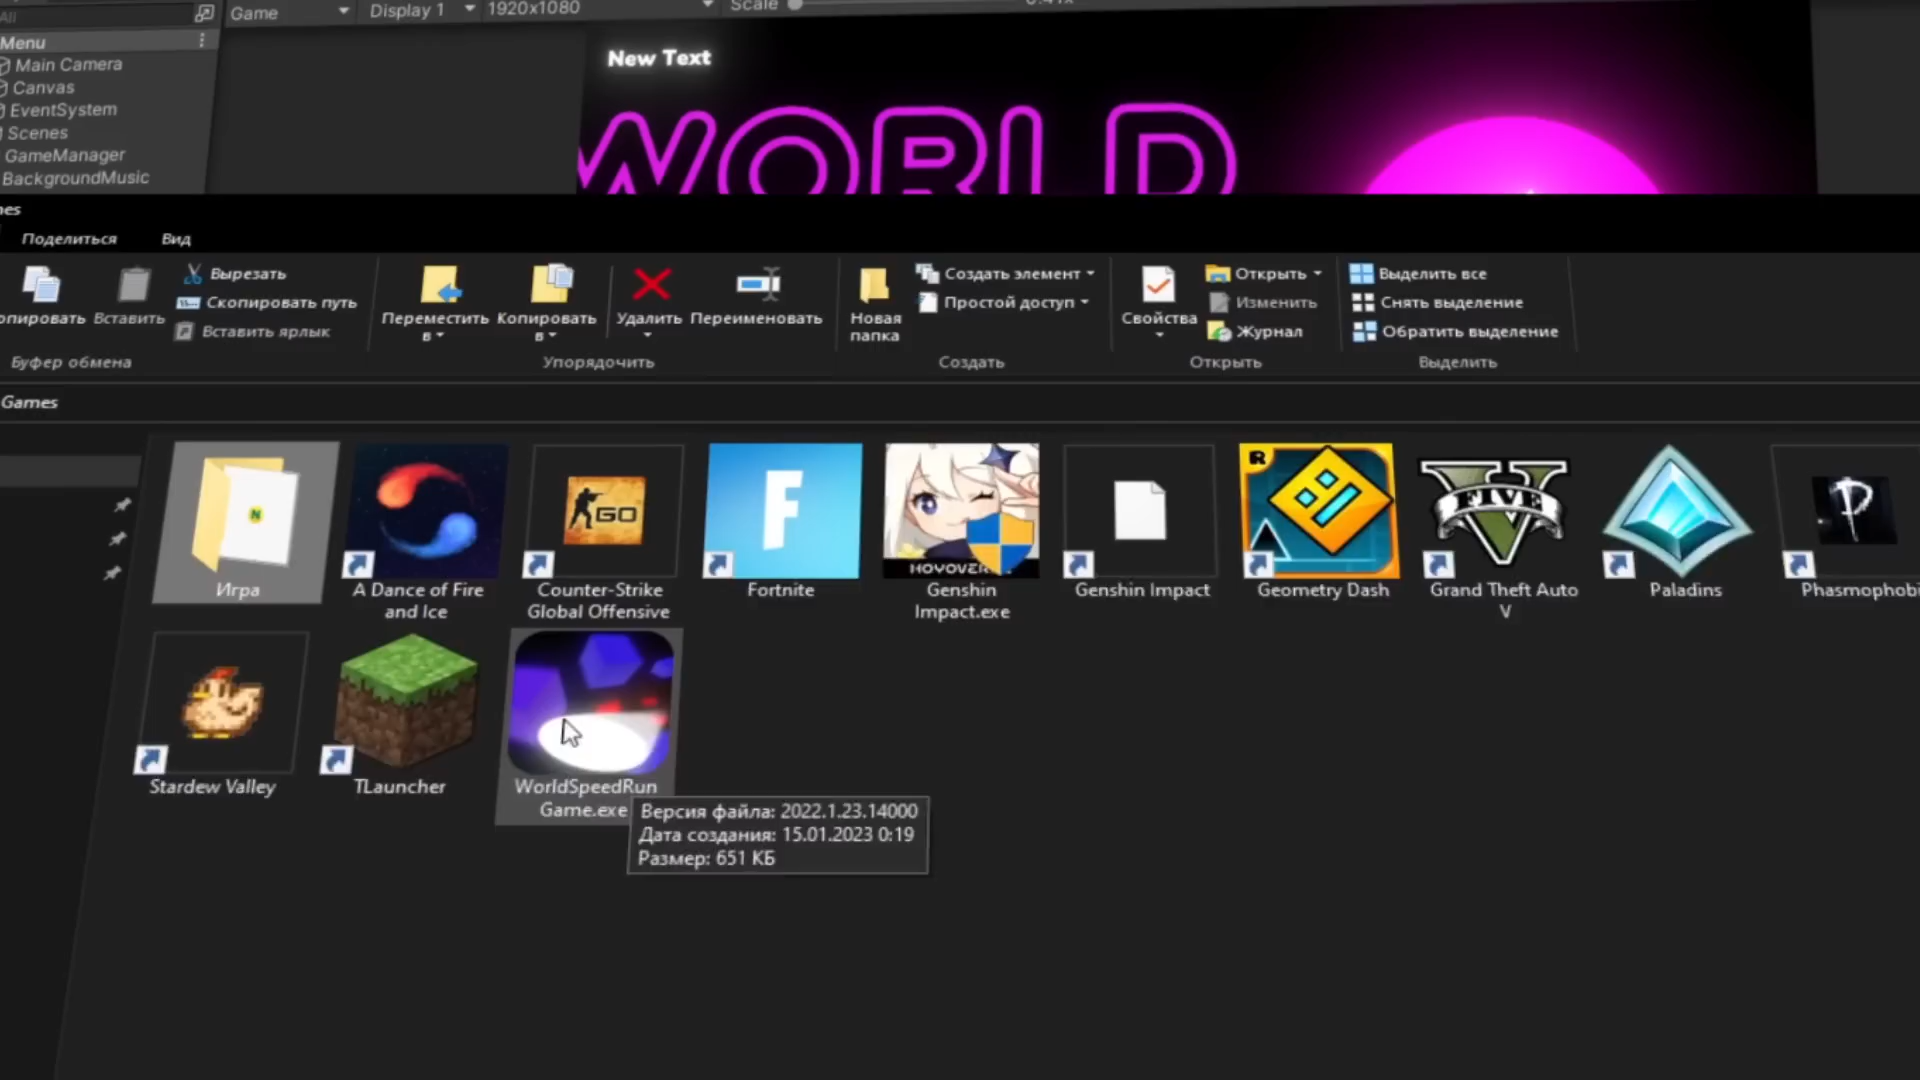 All
Game
Display 1
1920x1080
Scale
Menu
Main Camera
Canvas
EventSystem
Scenes
GameManager
BackgroundMusic
New Text
WORLD
Поделиться
Вид
Вырезать
Скопировать путь
Вставить ярлык
опировать
Вставить
Буфер обмена
Переместить в
Копировать в
Удалить
Переименовать
Упорядочить
Новая
папка
Создать элемент
Простой доступ
Создать
Свойства
Открыть
Изменить
Журнал
Открыть
Выделить все
Снять выделение
Обратить выделение
Выделить
Games
N
GO
F
HOYOVER
R
V
FIVE
P
Игра
A Dance of Fire
and Ice
Counter-Strike
Global Offensive
Fortnite
Genshin
Impact.exe
Genshin Impact
Geometry Dash
Grand Theft Auto
V
Paladins
Phasmophobi
Stardew Valley
TLauncher
WorldSpeedRun
Game.exe
Версия файла: 2022.1.23.14000
Дата создания: 15.01.2023 0:19
Размер: 651 КБ